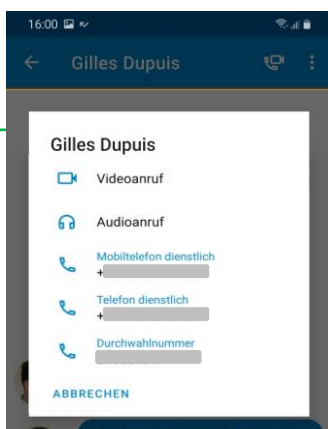 16:00
Gilles Dupuis
Gilles Dupuis
Videoanruf
Audioanruf
Mobiltelefon dienstlich
+
Telefon dienstlich
+
Durchwahlnummer
ABBRECHEN